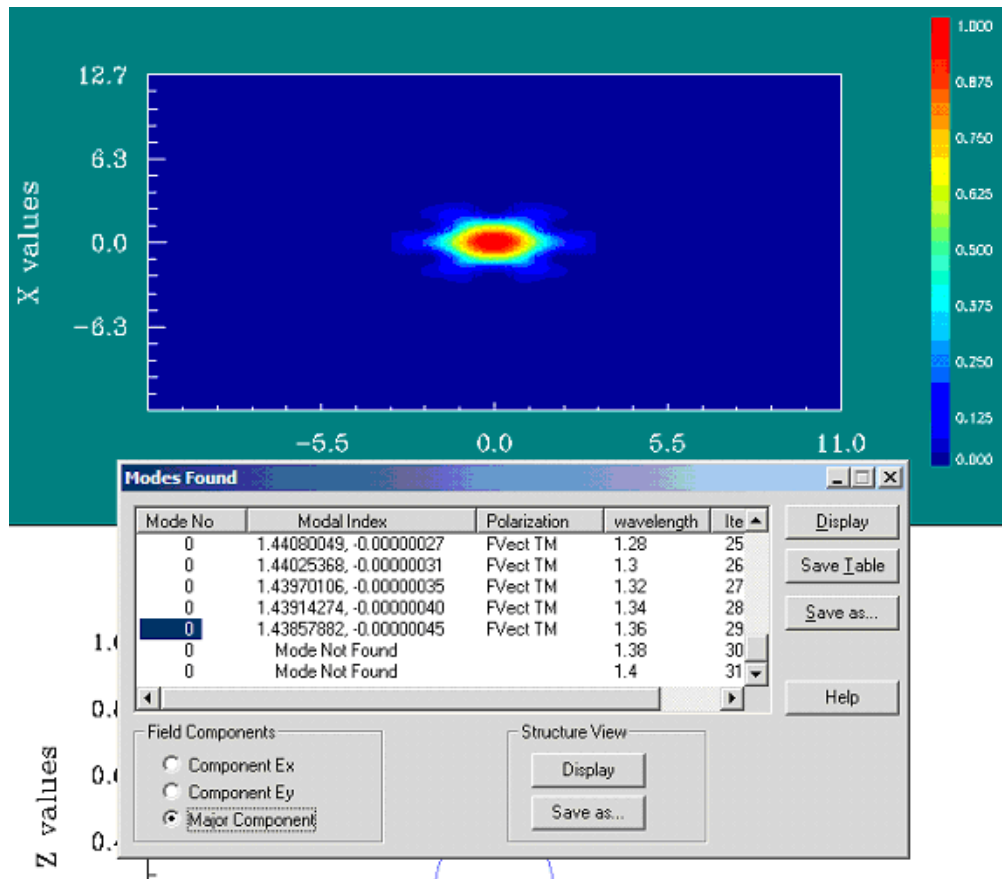 1.000
12.7
0.875
0.750
6.3
0.625
X values
0.0
0.500
0.375
-6.3
0.250
0.125
-5.5 0.0 5.5 11.0
0.000
Modes Found
Mode No Modal Index Polarization wavelength Ite
0 1.44080049, -0.00000027 FVect TM 1.28 25
0 1.44025368, -0.00000031 FVect TM 1.3 26
0 1.43970106, -0.00000035 FVect TM 1.32 27
0 1.43914274, -0.00000040 FVect TM 1.34 28
0 1.43857882, -0.00000045 FVect TM 1.36 29
0 Mode Not Found 1.38 30
0 Mode Not Found 1.4 31
Display
Save Table
Save as...
Help
Field Components
Component Ex
Component Ey
Major Component
Structure View
Display
Save as...
Z values